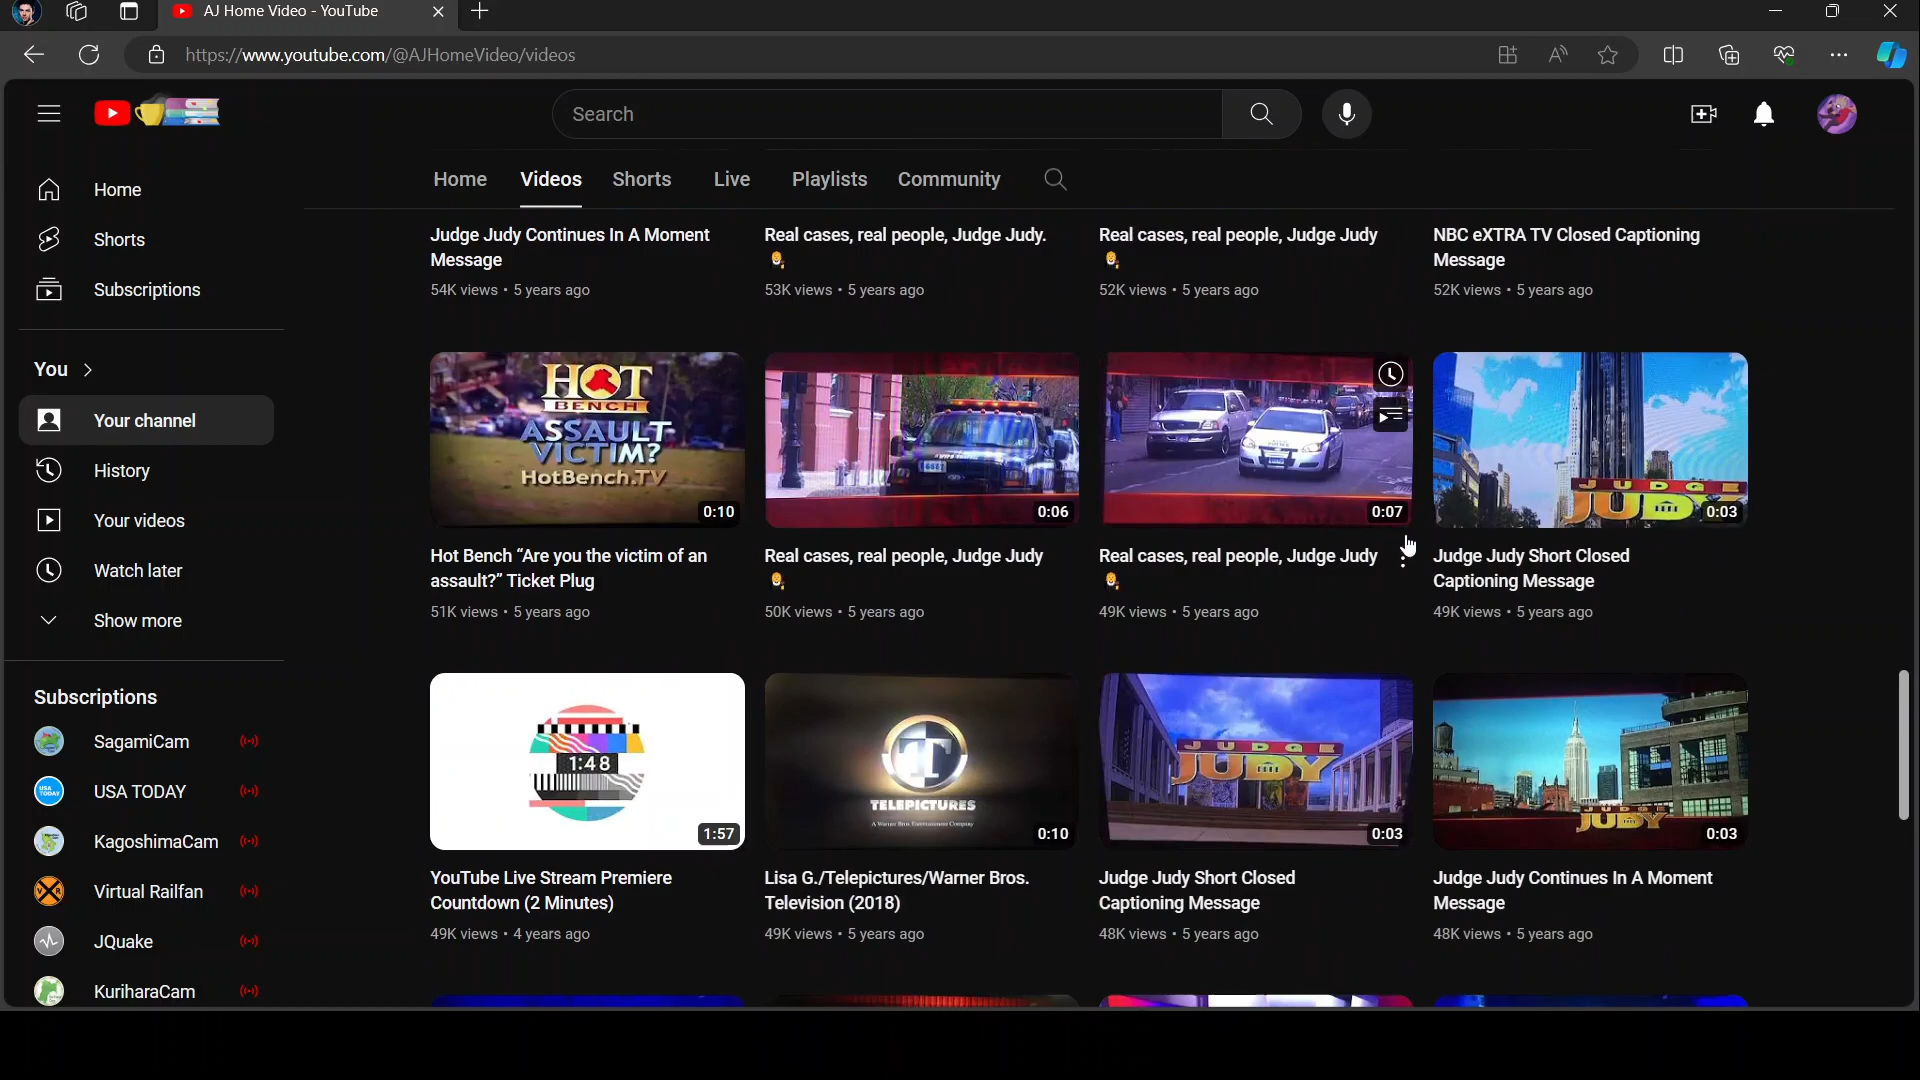 AJ Home Video - YouTube
https://www.youtube.com/@AJHomeVideo/videos
Search
Home
Shorts
Subscriptions
You
Your channel
History
Your videos
Watch later
Show more
Subscriptions
SagamiCam
USA TODAY
USA TODAY
KagoshimaCam
Virtual Railfan
JQuake
KuriharaCam
Home Videos Shorts Live Playlists Community
Judge Judy Continues In A Moment
Message
54K views • 5 years ago
Real cases, real people, Judge Judy.
👩‍⚖️
53K views • 5 years ago
Real cases, real people, Judge Judy
👩‍⚖️
52K views • 5 years ago
NBC eXTRA TV Closed Captioning
Message
52K views • 5 years ago
HOT
BENCH
ASSAULT
VICTIM?
HotBench.TV
0:10
Hot Bench “Are you the victim of an
assault?” Ticket Plug
51K views • 5 years ago
0:06
Real cases, real people, Judge Judy
👩‍⚖️
50K views • 5 years ago
0:07
Real cases, real people, Judge Judy
👩‍⚖️
49K views • 5 years ago
JUDGE
JUDY
0:03
Judge Judy Short Closed
Captioning Message
49K views • 5 years ago
1:48
1:57
YouTube Live Stream Premiere
Countdown (2 Minutes)
49K views • 4 years ago
T
TELEPICTURES
A Warner Bros. Entertainment Company
0:10
Lisa G./Telepictures/Warner Bros.
Television (2018)
49K views • 5 years ago
JUDGE
JUDY
0:03
Judge Judy Short Closed
Captioning Message
48K views • 5 years ago
JUDGE
JUDY
0:03
Judge Judy Continues In A Moment
Message
48K views • 5 years ago